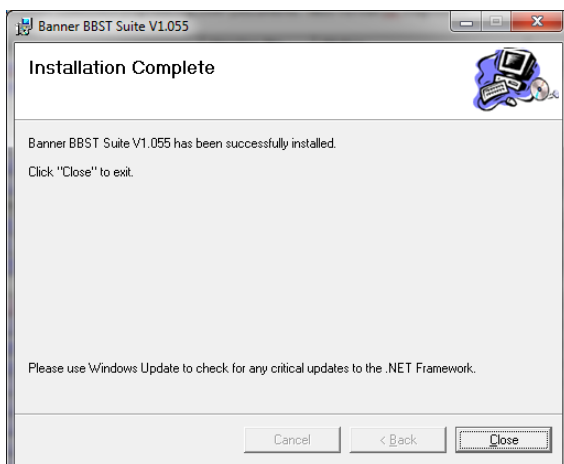 Banner BBST Suite V1.055
Installation Complete
Banner BBST Suite V1.055 has been successfully installed.
Click "Close" to exit.
Please use Windows Update to check for any critical updates to the .NET Framework.
Cancel
< Back
Close